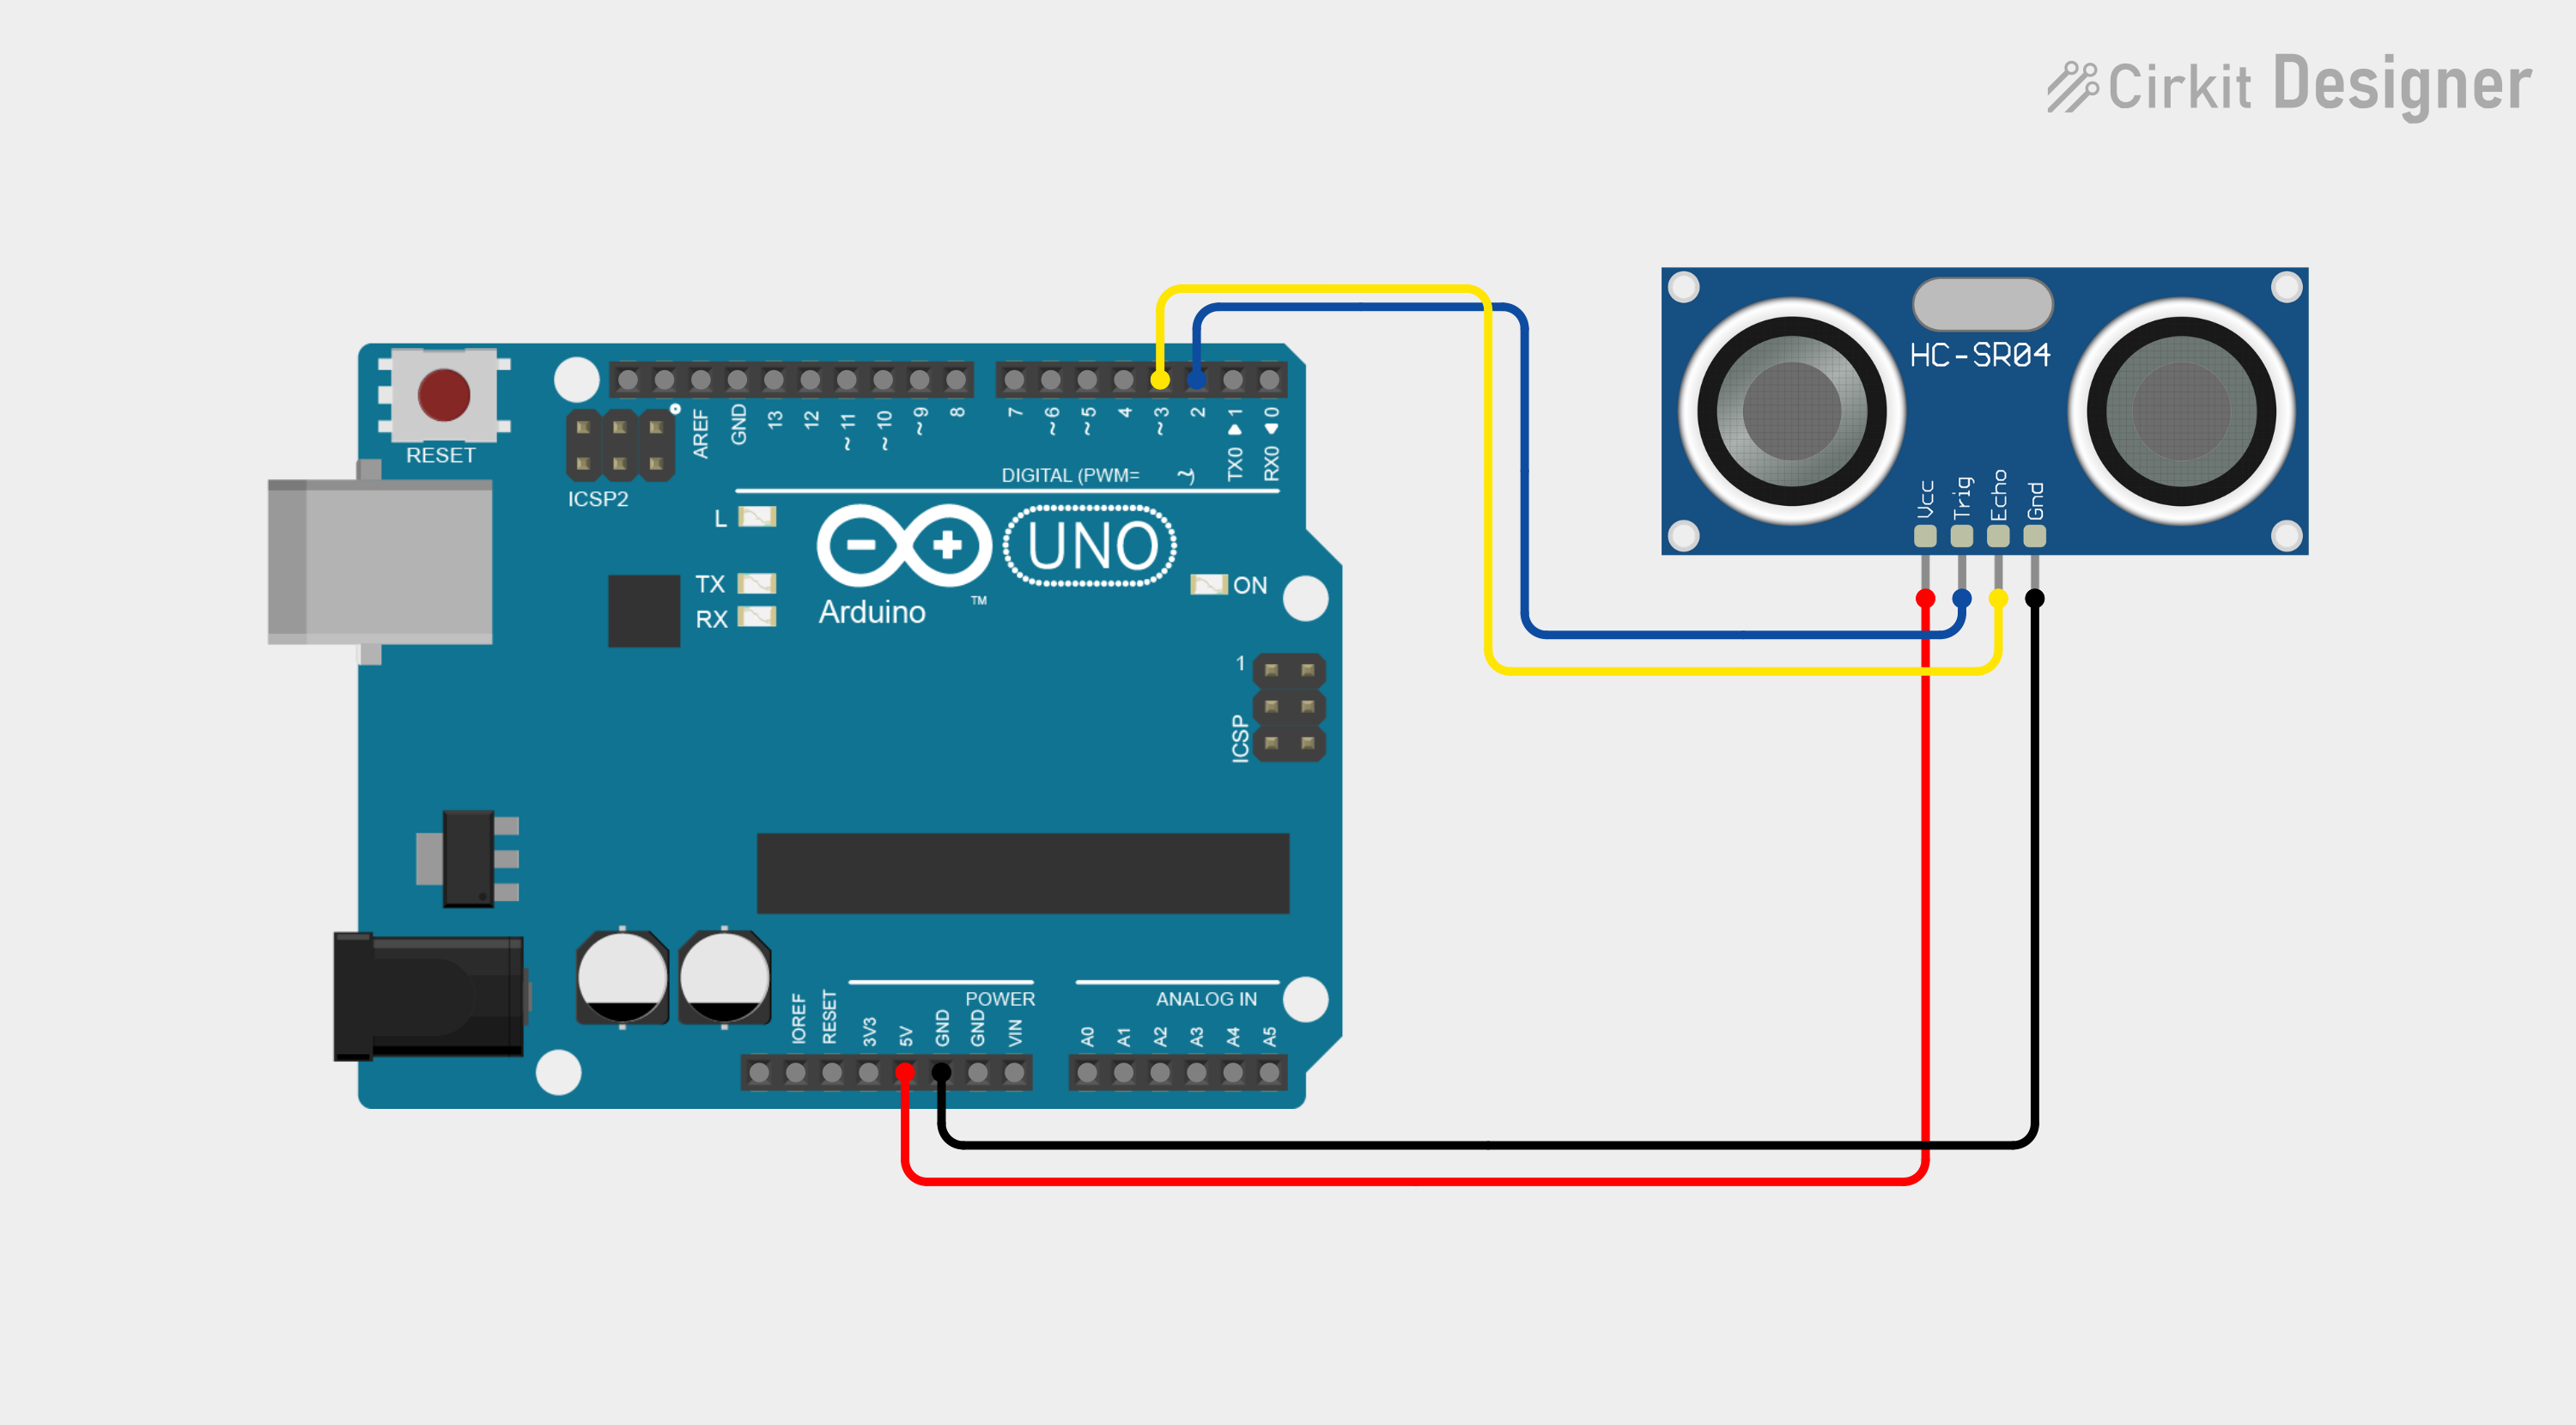 Cirkit Designer
HC-SR04
Vcc
Trig
Echo
Gnd
RESET
ICSP2
AREF
GND
13
12
~11
~10
~9
8
7
~6
~5
4
~3
2
TX0 ▶ 1
RX0 ◀ 0
DIGITAL (PWM= ~)
L
TX
RX
UNO
ON
Arduino
TM
1
ICSP
POWER
ANALOG IN
IOREF
RESET
3V3
5V
GND
GND
VIN
A0
A1
A2
A3
A4
A5